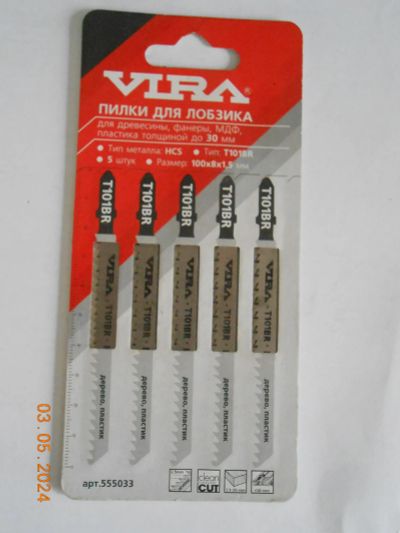 VIRA®
ПИЛКИ ДЛЯ ЛОБЗИКА
для древесины, фанеры, МДФ,
пластика толщиной до 30 мм
• Тип металла: HCS • Тип: T101BR
• 5 штук • Размер: 100x8x1,5 мм
T101BR
T101BR
T101BR
T101BR
T101BR
VIRA
T101BR
VIRA
T101BR
VIRA
T101BR
VIRA
T101BR
VIRA
T101BR
дерево, пластик
дерево, пластик
дерево, пластик
дерево, пластик
дерево, пластик
арт.555033
clean
CUT
03.05.2024